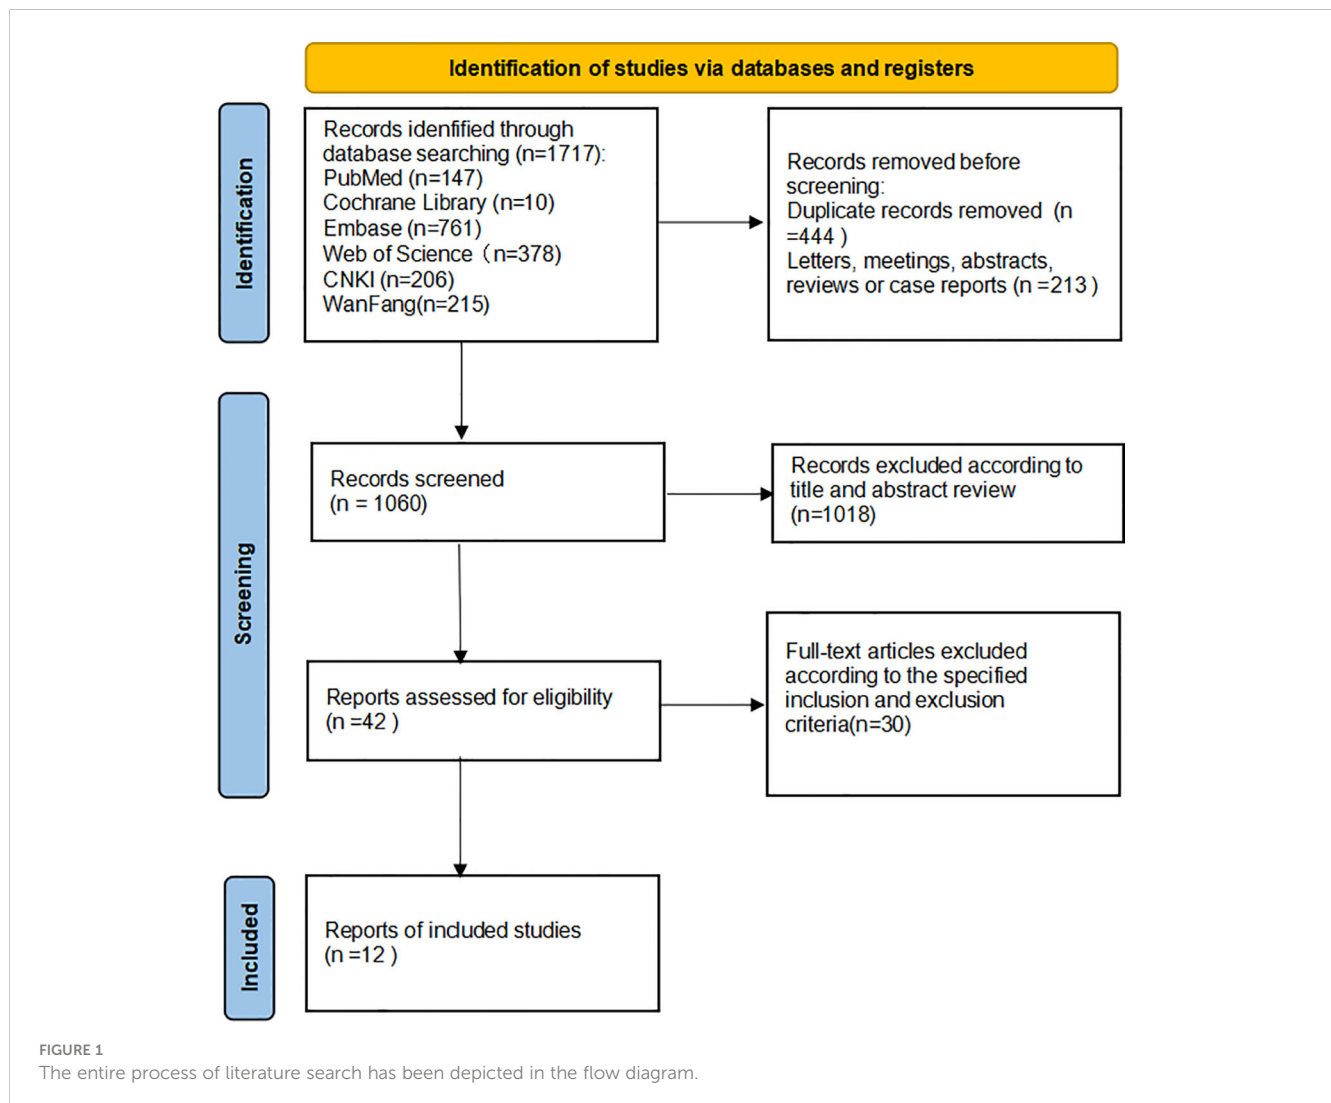 Identification of studies via databases and registers
Identification
Records idenfified through
database searching (n=1717):
PubMed (n=147)
Cochrane Library (n=10)
Embase (n=761)
Web of Science（n=378)
CNKI (n=206)
WanFang(n=215)
Records removed before
screening:
Duplicate records removed (n
=444 )
Letters, meetings, abstracts,
reviews or case reports (n =213 )
Screening
Records screened
(n = 1060)
Records excluded according to
title and abstract review
(n=1018)
Reports assessed for eligibility
(n =42 )
Full-text articles excluded
according to the specified
inclusion and exclusion
criteria(n=30)
Included
Reports of included studies
(n =12 )
FIGURE 1
The entire process of literature search has been depicted in the flow diagram.